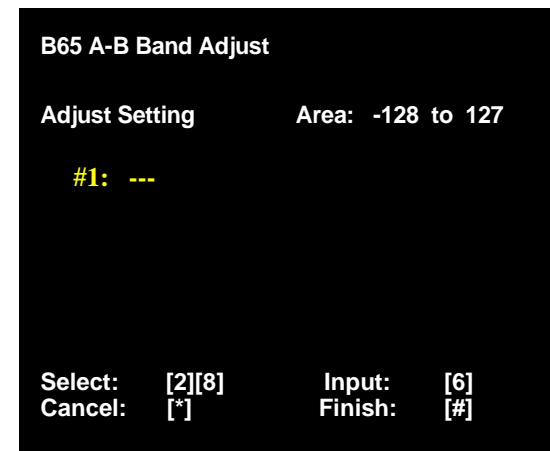 B65 A-B Band Adjust
Adjust Setting Area: -128 to 127
#1: ---
Select: [2][8] Input: [6]
Cancel: [*] Finish: [#]